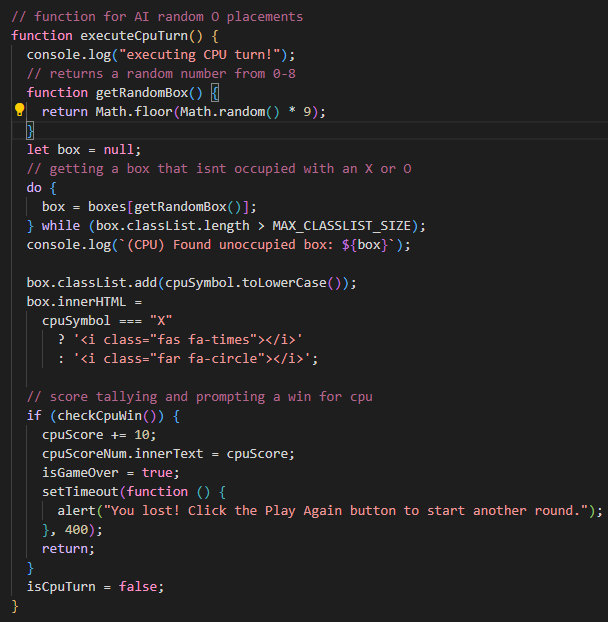 // function for AI random O placements
function executeCpuTurn() {
  console.log("executing CPU turn!");
  // returns a random number from 0-8
  function getRandomBox() {
    return Math.floor(Math.random() * 9);
  }
  let box = null;
  // getting a box that isnt occupied with an X or O
  do {
    box = boxes[getRandomBox()];
  } while (box.classList.length > MAX_CLASSLIST_SIZE);
  console.log(`(CPU) Found unoccupied box: ${box}`);

  box.classList.add(cpuSymbol.toLowerCase());
  box.innerHTML =
    cpuSymbol === "X"
      ? '<i class="fas fa-times"></i>'
      : '<i class="far fa-circle"></i>';

  // score tallying and prompting a win for cpu
  if (checkCpuWin()) {
    cpuScore += 10;
    cpuScoreNum.innerText = cpuScore;
    isGameOver = true;
    setTimeout(function () {
      alert("You lost! Click the Play Again button to start another round.");
    }, 400);
    return;
  }
  isCpuTurn = false;
}